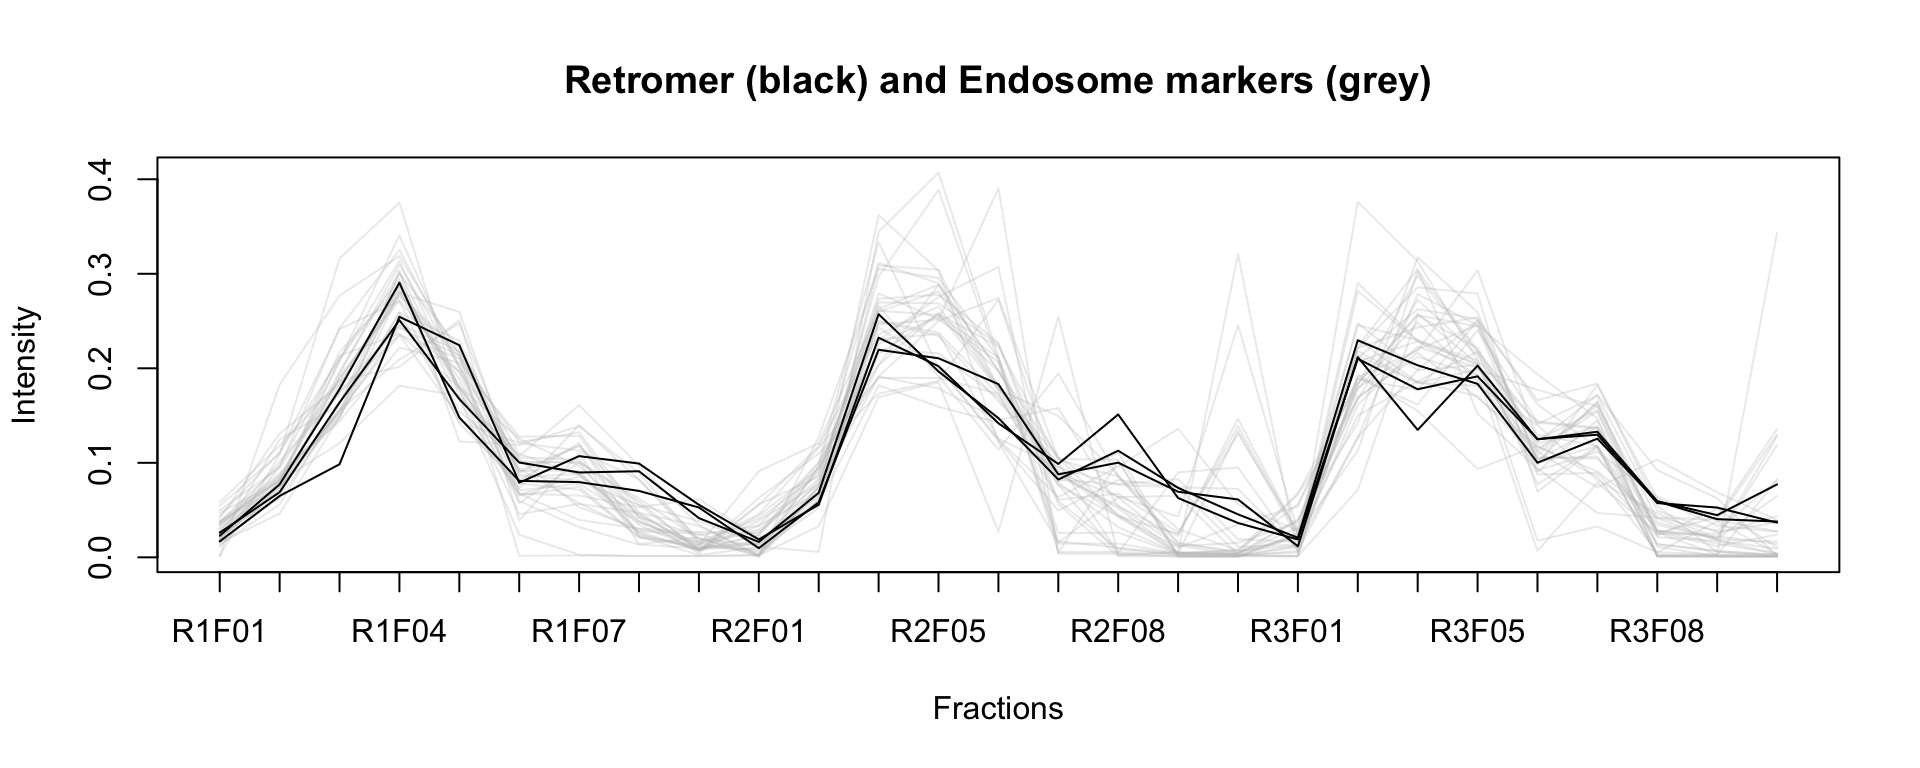 Retromer (black) and Endosome markers (grey)
Intensity
0.4
0.3
0.2
0.1
0.0
R1F01 R1F04 R1F07 R2F01 R2F05 R2F08 R3F01 R3F05 R3F08
Fractions